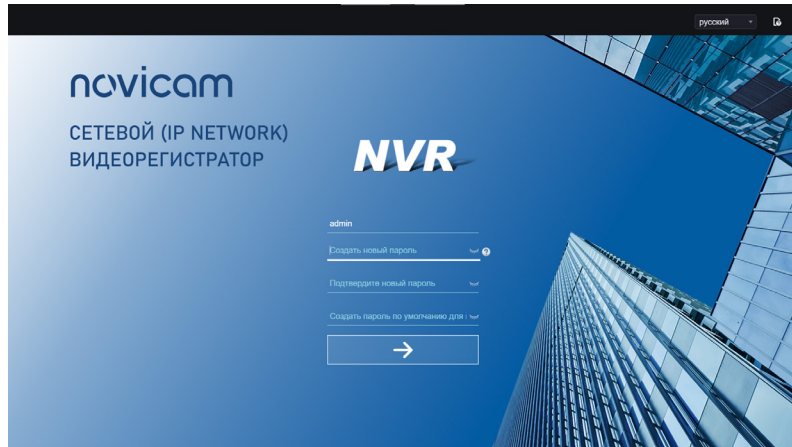 русский
novicam
СЕТЕВОЙ (IP NETWORK)
ВИДЕОРЕГИСТРАТОР
NVR
admin
Создать новый пароль
?
Подтвердите новый пароль
Создать пароль по умолчанию для